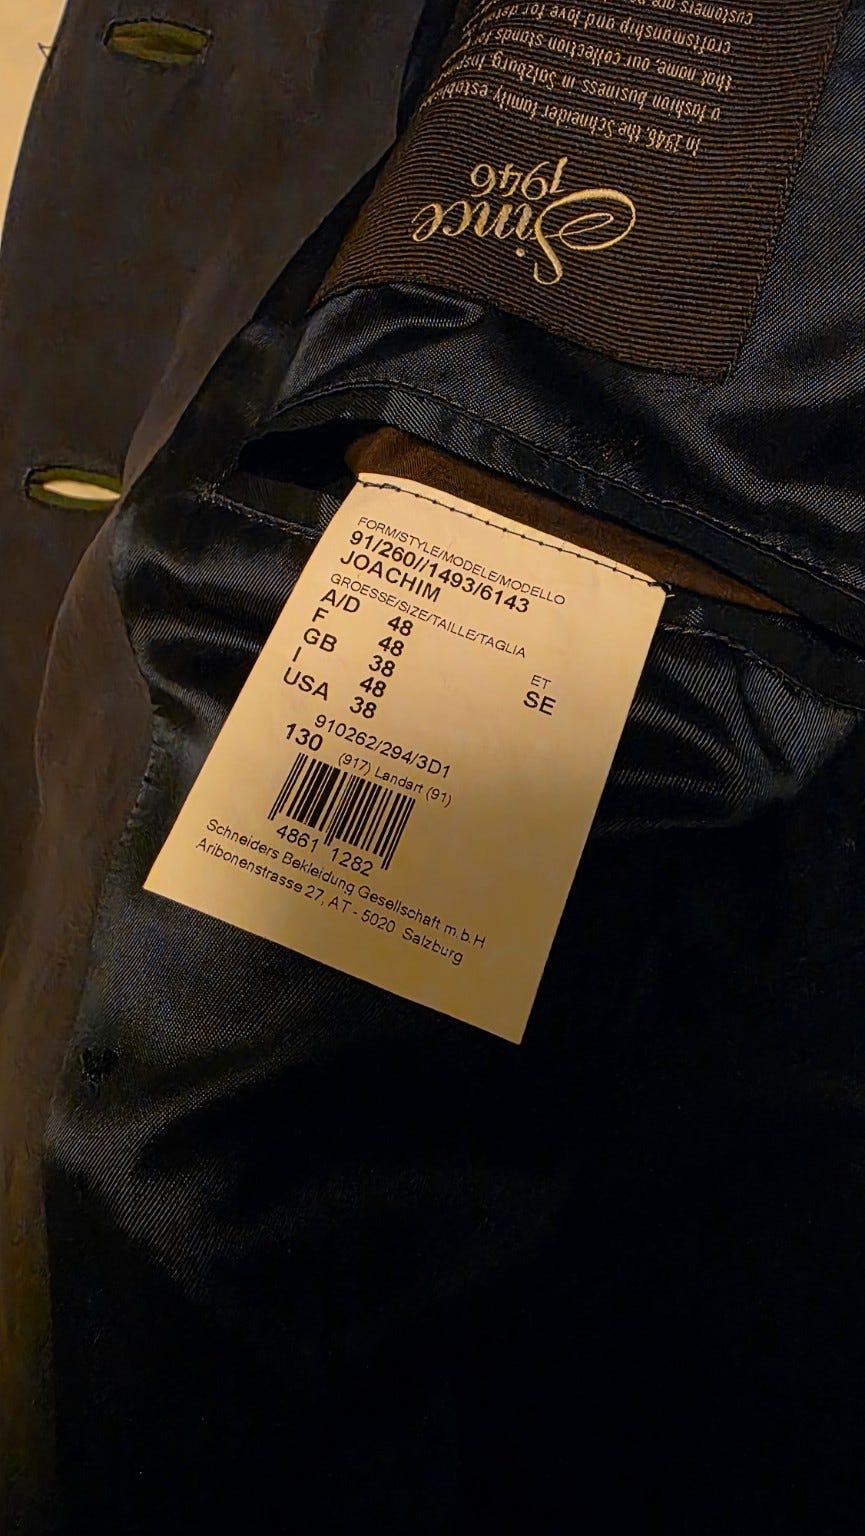 Since
1946
In 1946, the Schneider family
a fashion business in Salzburg
that name, our collection stands
craftsmanship and love for
customers are
FORM/STYLE/MODELE/MODELLO
91/260//1493/6143
JOACHIM
GROESSE/SIZE/TAILLE/TAGLIA
A/D 48
F 48
GB 38
I 48 ET
USA 38 SE
910262/294/3D1
130 (917) Landart (91)
4861 1282
Schneiders Bekleidung Gesellschaft m.b.H
Aribonenstrasse 27, AT - 5020 Salzburg